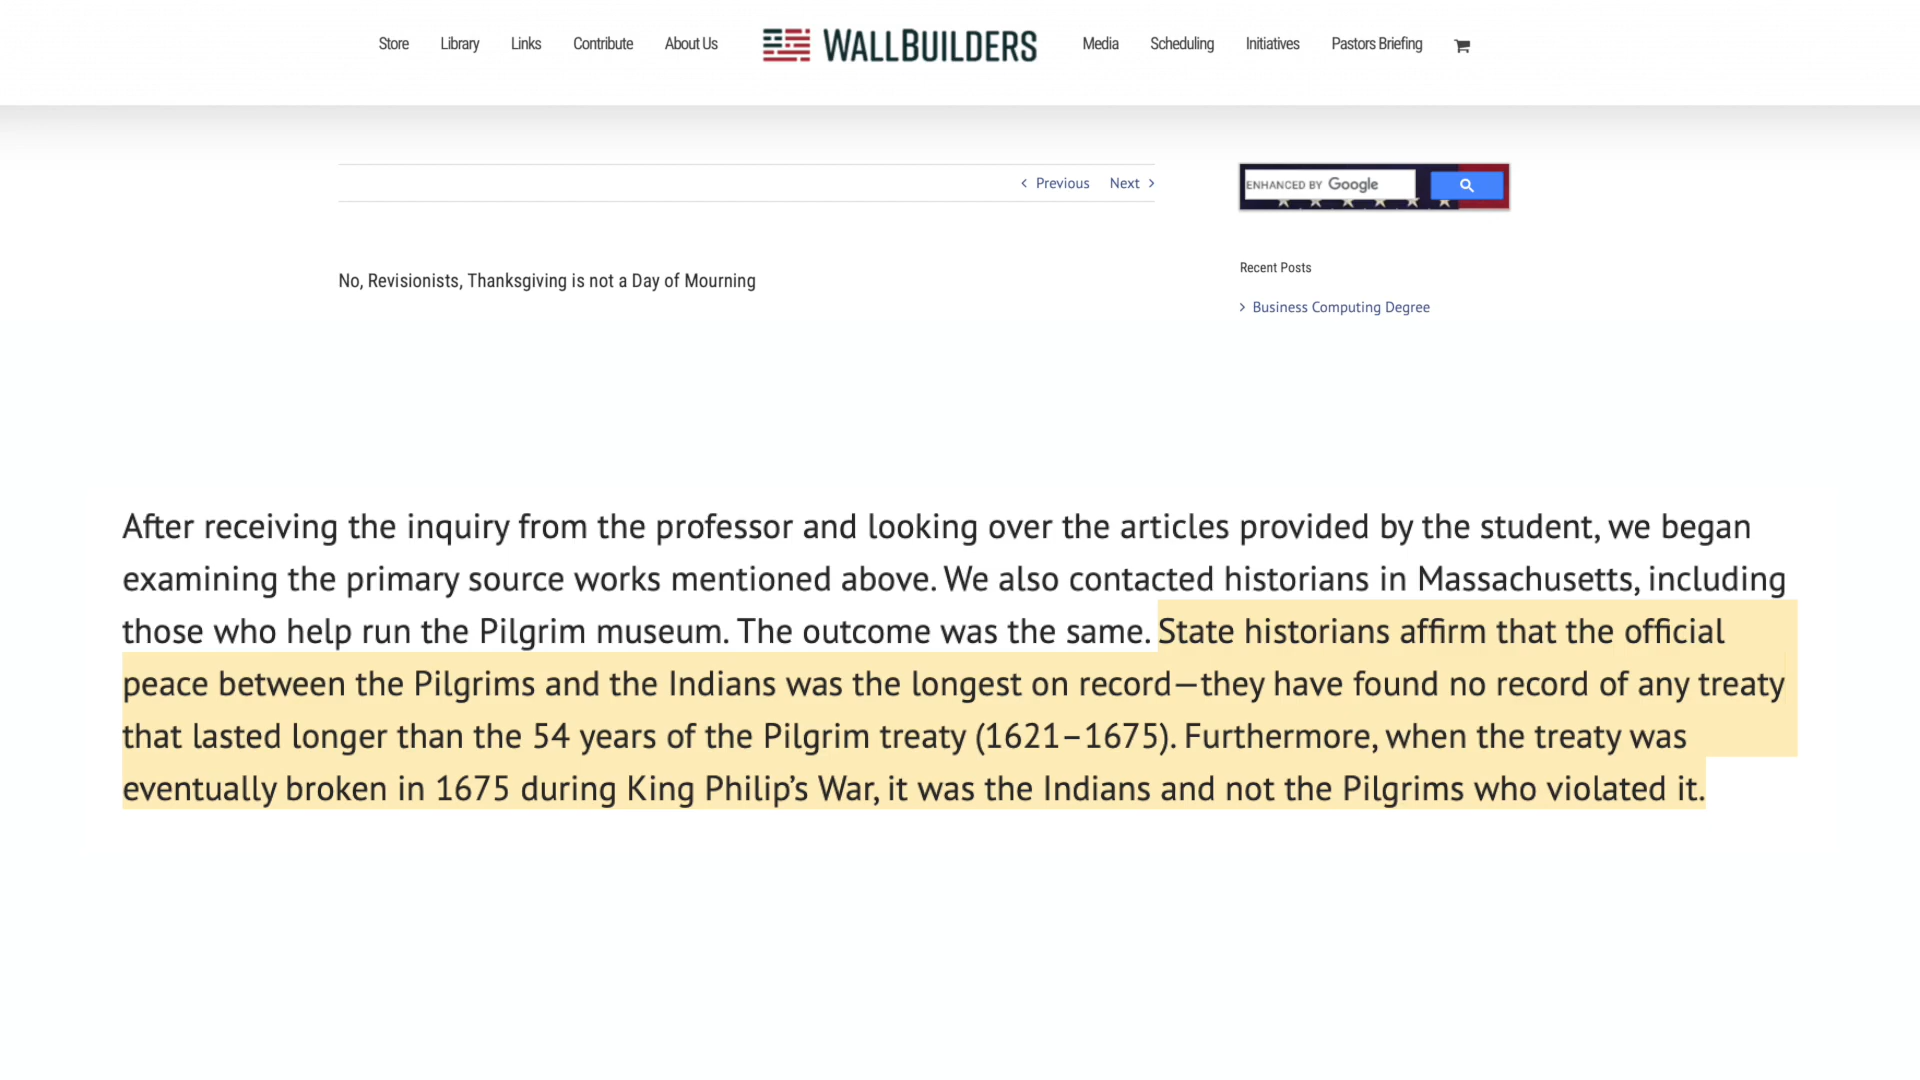 Store Library Links Contribute About Us WALLBUILDERS Media Scheduling Initiatives Pastors Briefing
Previous Next
ENHANCED BY Google
No, Revisionists, Thanksgiving is not a Day of Mourning
Recent Posts
Business Computing Degree
After receiving the inquiry from the professor and looking over the articles provided by the student, we began
examining the primary source works mentioned above. We also contacted historians in Massachusetts, including
those who help run the Pilgrim museum. The outcome was the same. State historians affirm that the official
peace between the Pilgrims and the Indians was the longest on record—they have found no record of any treaty
that lasted longer than the 54 years of the Pilgrim treaty (1621–1675). Furthermore, when the treaty was
eventually broken in 1675 during King Philip’s War, it was the Indians and not the Pilgrims who violated it.